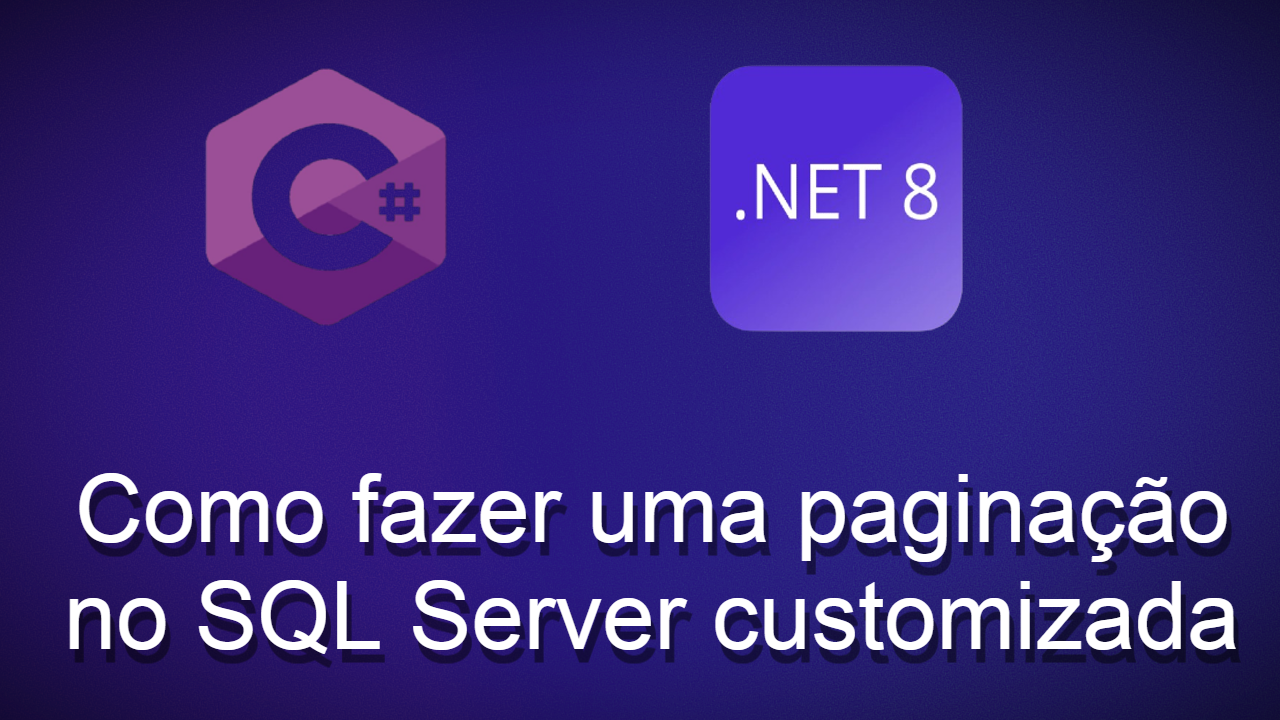 C#
.NET 8
Como fazer uma paginação
no SQL Server customizada